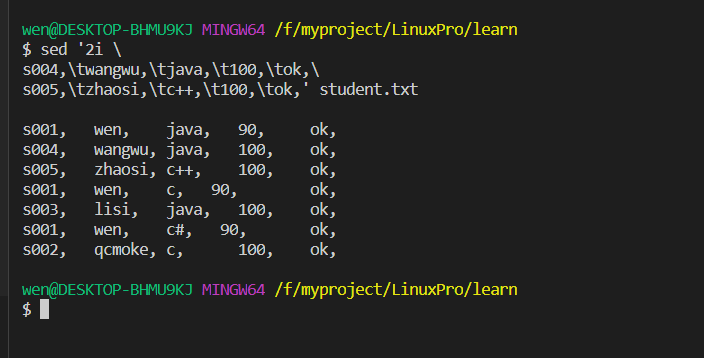 wen@DESKTOP-BHMU9KJ MINGW64 /f/myproject/LinuxPro/learn
$ sed '2i \
s004,\twangwu,\tjava,\t100,\tok,\
s005,\tzhaosi,\tc++,\t100,\tok,' student.txt
s001,   wen,    java,   90,     ok,
s004,   wangwu, java,   100,    ok,
s005,   zhaosi, c++,    100,    ok,
s001,   wen,    c,   90,        ok,
s003,   lisi,   java,   100,    ok,
s001,   wen,    c#,   90,       ok,
s002,   qcmoke, c,      100,    ok,
wen@DESKTOP-BHMU9KJ MINGW64 /f/myproject/LinuxPro/learn
$